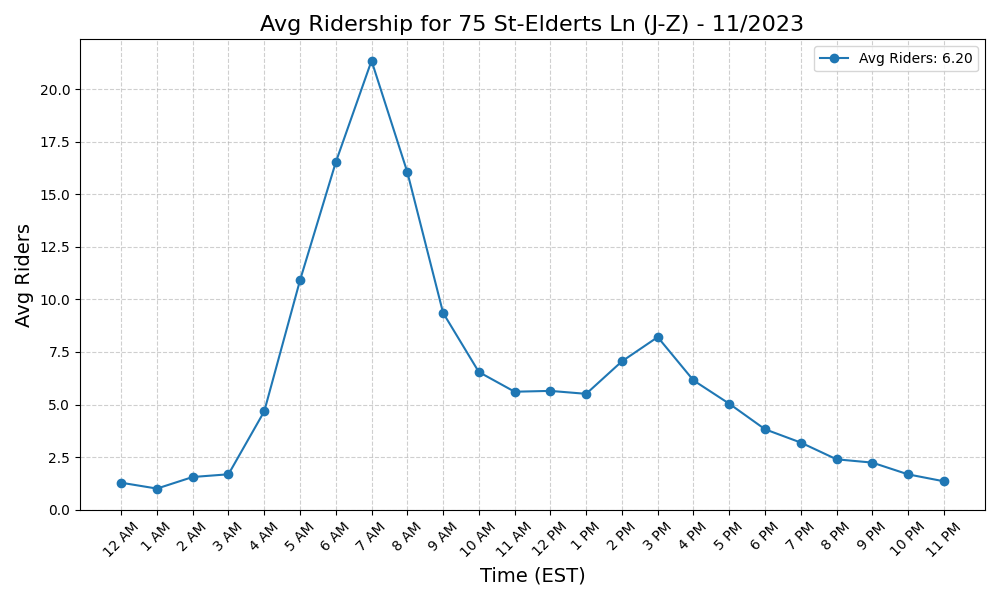 Avg Ridership for 75 St-Elderts Ln (J-Z) - 11/2023
Avg Riders: 6.20
Avg Riders
20.0
17.5
15.0
12.5
10.0
7.5
5.0
2.5
0.0
12 AM
1 AM
2 AM
3 AM
4 AM
5 AM
6 AM
7 AM
8 AM
9 AM
10 AM
11 AM
12 PM
1 PM
2 PM
3 PM
4 PM
5 PM
6 PM
7 PM
8 PM
9 PM
10 PM
11 PM
Time (EST)